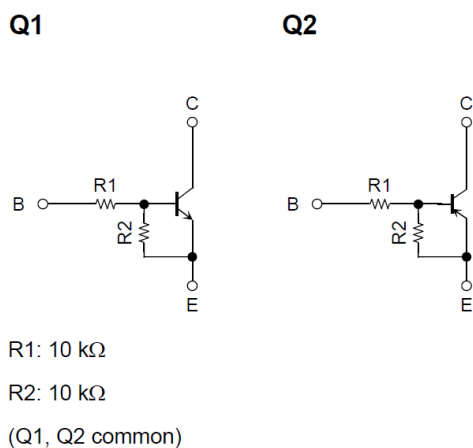 Q1 Q2
C C
R1 R1
B B
R2 R2
E E
R1: 10 kΩ
R2: 10 kΩ
(Q1, Q2 common)